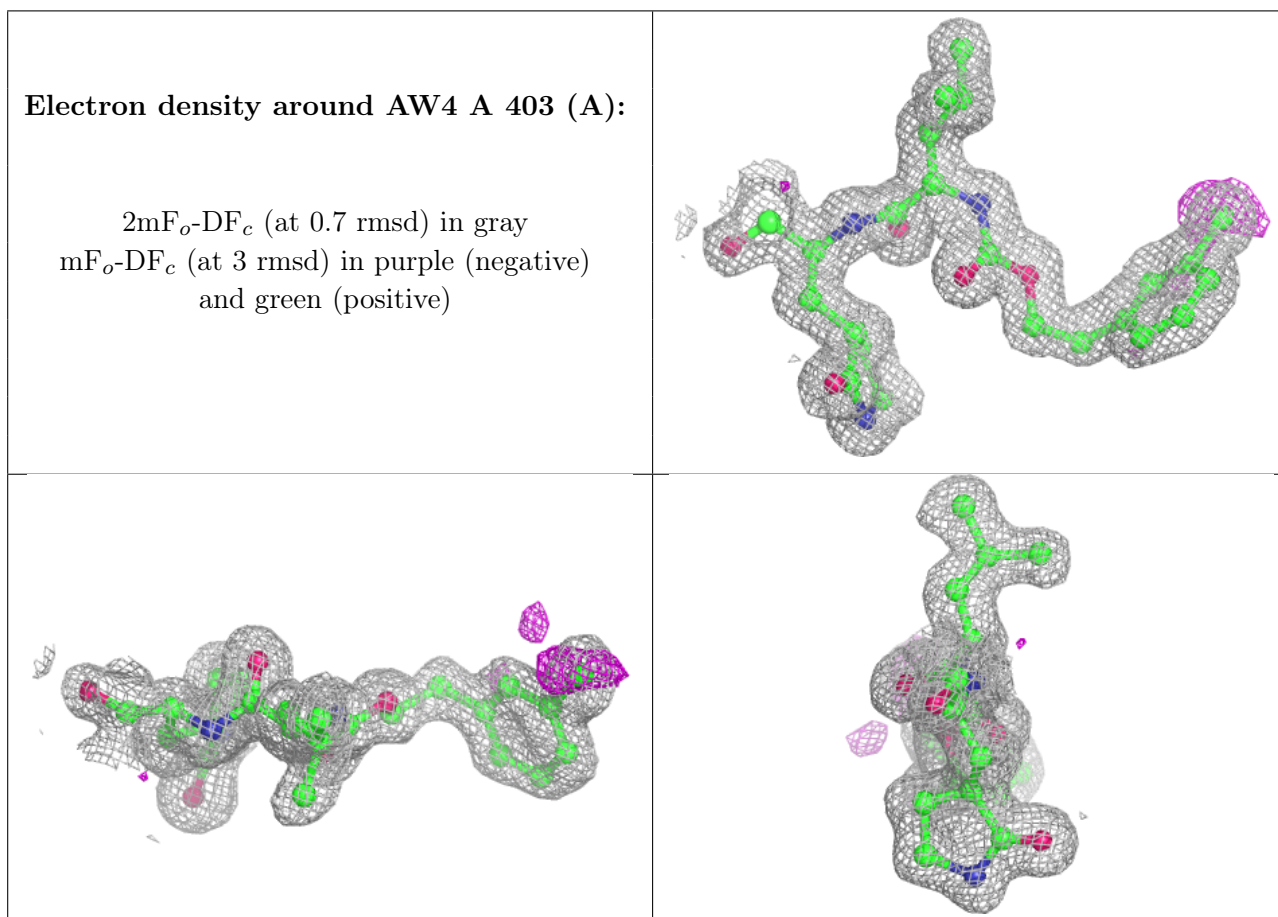 Electron density around AW4 A 403 (A):
2mFo-DFc (at 0.7 rmsd) in gray
mFo-DFc (at 3 rmsd) in purple (negative)
and green (positive)